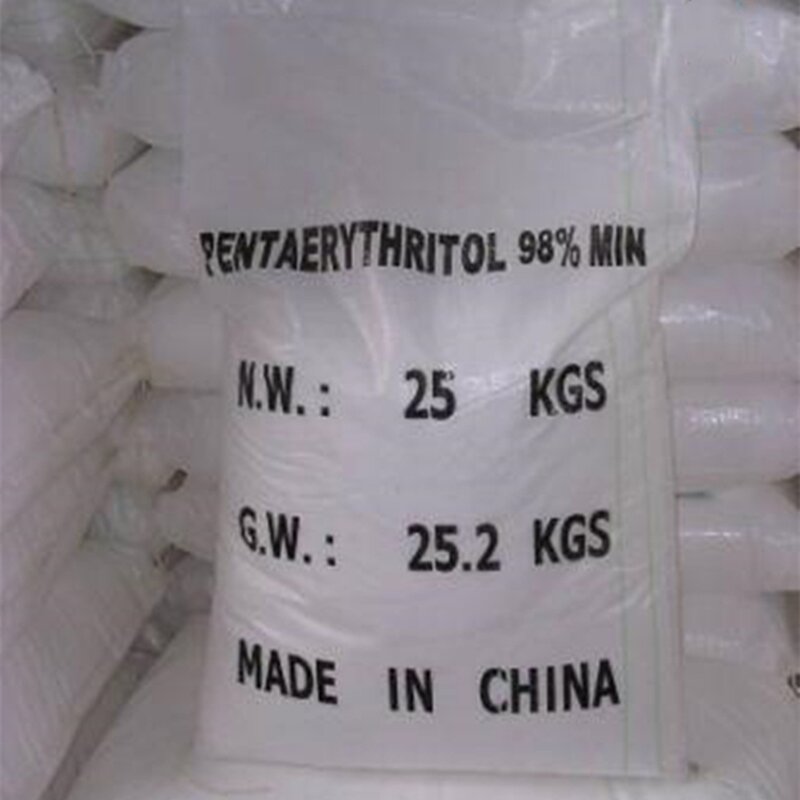 PENTAERYTHRITOL 98% MIN
N.W.: 25 KGS
G.W.: 25.2 KGS
MADE IN CHINA